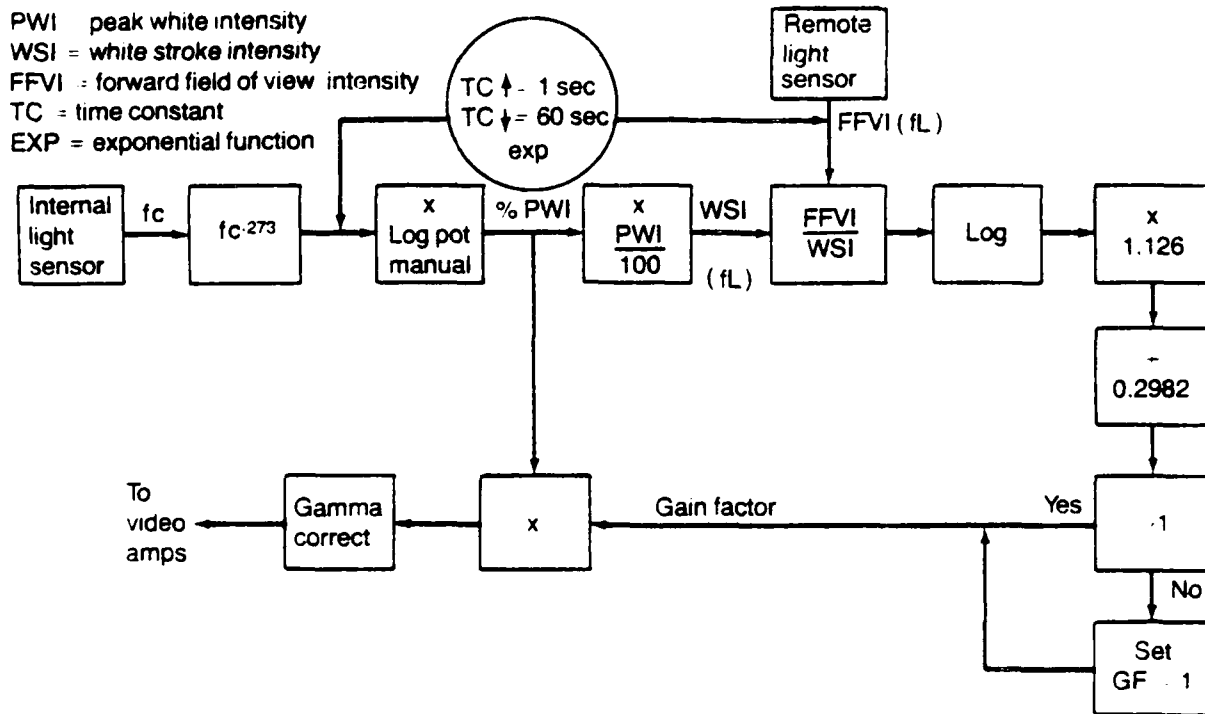 PWI peak white intensity
WSI = white stroke intensity
FFVI = forward field of view intensity
TC = time constant
EXP = exponential function
TC ↑ - 1 sec
TC ↓ = 60 sec
exp
Remote
light
sensor
FFVI (fL)
Internal
light
sensor
fc
fc·273
x
Log pot
manual
% PWI
x
PWI
100
WSI
(fL)
FFVI
WSI
Log
x
1.126
-
0.2982
1
Yes
No
Set
GF - 1
Gain factor
x
Gamma
correct
To
video
amps